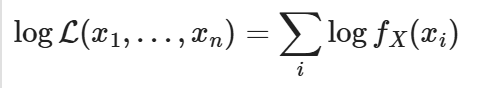 log ℒ(x₁, …, xₙ) = ∑ᵢ log f_X(xᵢ)